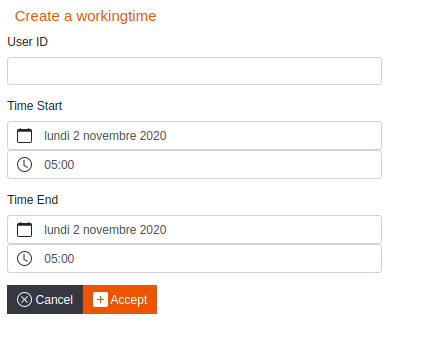 Create a workingtime
User ID
Time Start
lundi 2 novembre 2020
05:00
Time End
lundi 2 novembre 2020
05:00
Cancel Accept